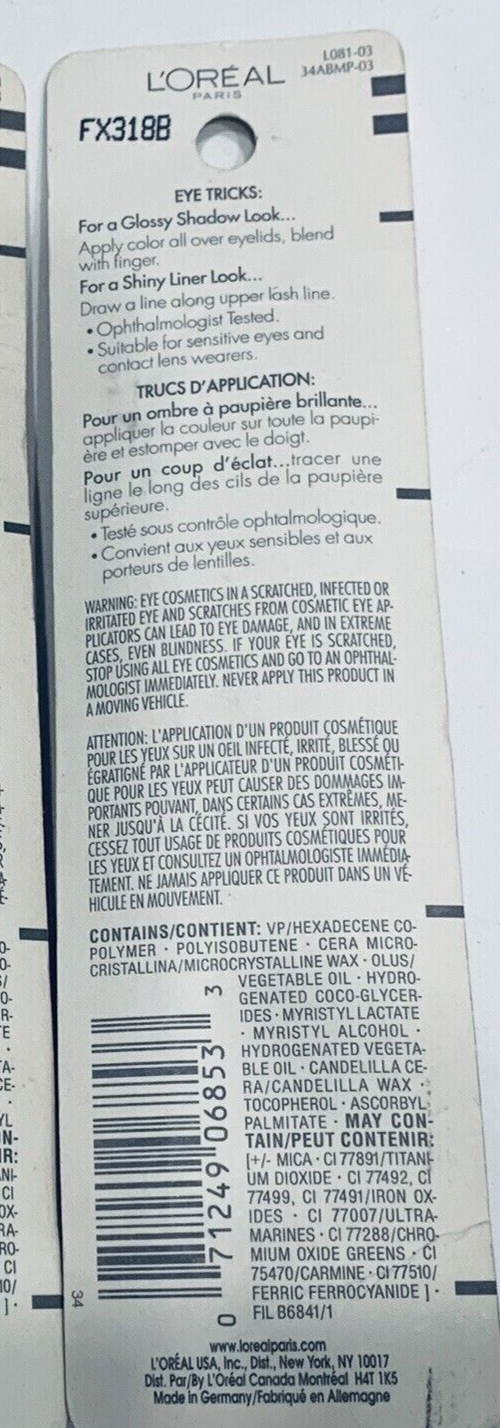 L081-03
L'ORÉAL 34ABMP-03
PARIS
FX318B
EYE TRICKS:
For a Glossy Shadow Look...
Apply color all over eyelids, blend
with finger.
For a Shiny Liner Look...
Draw a line along upper lash line.
• Ophthalmologist Tested.
• Suitable for sensitive eyes and
contact lens wearers.
TRUCS D'APPLICATION:
Pour un ombre à paupière brillante...
appliquer la couleur sur toute la paupi-
ère et estomper avec le doigt.
Pour un coup d'éclat...tracer une
ligne le long des cils de la paupière
supérieure.
• Testé sous contrôle ophtalmologique.
• Convient aux yeux sensibles et aux
porteurs de lentilles.
WARNING: EYE COSMETICS IN A SCRATCHED, INFECTED OR
IRRITATED EYE AND SCRATCHES FROM COSMETIC EYE AP-
PLICATORS CAN LEAD TO EYE DAMAGE, AND IN EXTREME
CASES, EVEN BLINDNESS. IF YOUR EYE IS SCRATCHED,
STOP USING ALL EYE COSMETICS AND GO TO AN OPHTHAL-
MOLOGIST IMMEDIATELY. NEVER APPLY THIS PRODUCT IN
A MOVING VEHICLE.
ATTENTION: L'APPLICATION D'UN PRODUIT COSMÉTIQUE
POUR LES YEUX SUR UN OEIL INFECTÉ, IRRITÉ, BLESSÉ OU
ÉGRATIGNÉ PAR L'APPLICATEUR D'UN PRODUIT COSMÉTI-
QUE POUR LES YEUX PEUT CAUSER DES DOMMAGES IM-
PORTANTS POUVANT, DANS CERTAINS CAS EXTRÊMES, ME-
NER JUSQU'À LA CÉCITÉ. SI VOS YEUX SONT IRRITÉS,
CESSEZ TOUT USAGE DE PRODUITS COSMÉTIQUES POUR
LES YEUX ET CONSULTEZ UN OPHTALMOLOGISTE IMMÉDIA-
TEMENT. NE JAMAIS APPLIQUER CE PRODUIT DANS UN VÉ-
HICULE EN MOUVEMENT.
CONTAINS/CONTIENT: VP/HEXADECENE CO-
POLYMER · POLYISOBUTENE · CERA MICRO-
CRISTALLINA/MICROCRYSTALLINE WAX · OLUS/
VEGETABLE OIL · HYDRO-
GENATED COCO-GLYCER-
IDES · MYRISTYL LACTATE
· MYRISTYL ALCOHOL ·
HYDROGENATED VEGETA-
BLE OIL · CANDELILLA CE-
RA/CANDELILLA WAX ·
TOCOPHEROL · ASCORBYL
PALMITATE · MAY CON-
TAIN/PEUT CONTENIR:
[+/- MICA · CI 77891/TITANI-
UM DIOXIDE · CI 77492, CI
77499, CI 77491/IRON OX-
IDES · CI 77007/ULTRA-
MARINES · CI 77288/CHRO-
MIUM OXIDE GREENS · CI
75470/CARMINE · CI 77510/
FERRIC FERROCYANIDE ] ·
FIL B6841/1
0 71249 06853 3
34
www.lorealparis.com
L'ORÉAL USA, Inc., Dist., New York, NY 10017
Dist. Par/By L'Oréal Canada Montréal H4T 1K5
Made in Germany/Fabriqué en Allemagne